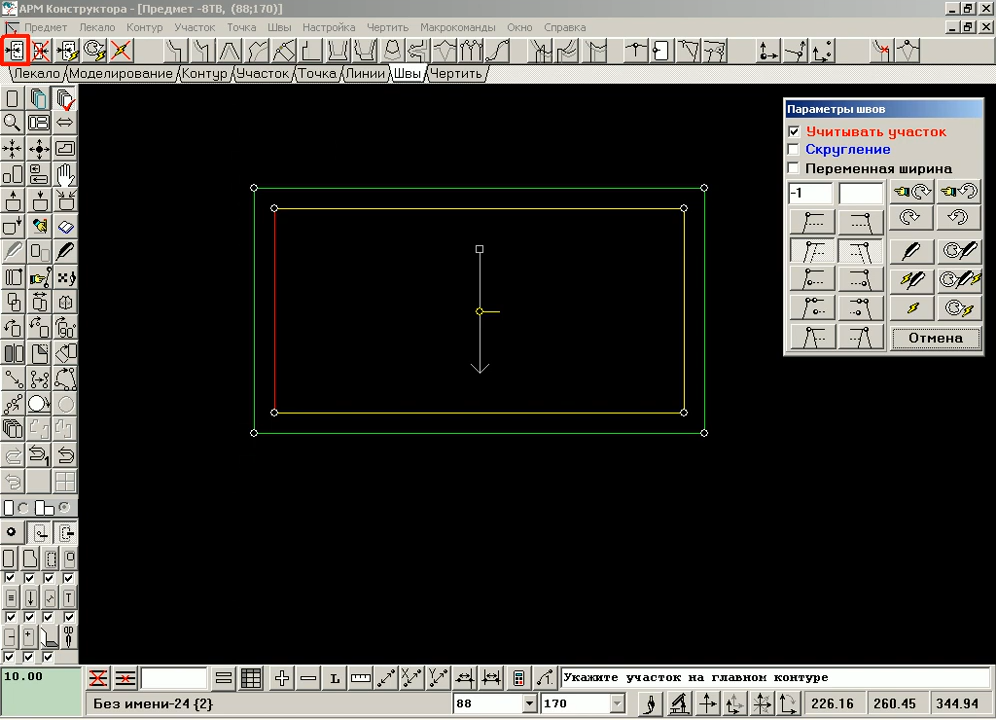 АРМ Конструктора - [Предмет -8ТВ, (88;170)]
Предмет Лекало Контур Участок Точка Швы Настройка Чертить Макрокоманды Окно Справка
Лекало Моделирование Контур Участок Точка Линии Швы Чертить
Параметры швов
Учитывать участок
Скругление
Переменная ширина
-1
Отмена
10.00
Укажите участок на главном контуре
Без имени-24 {2}
88
170
226.16
260.45
344.94